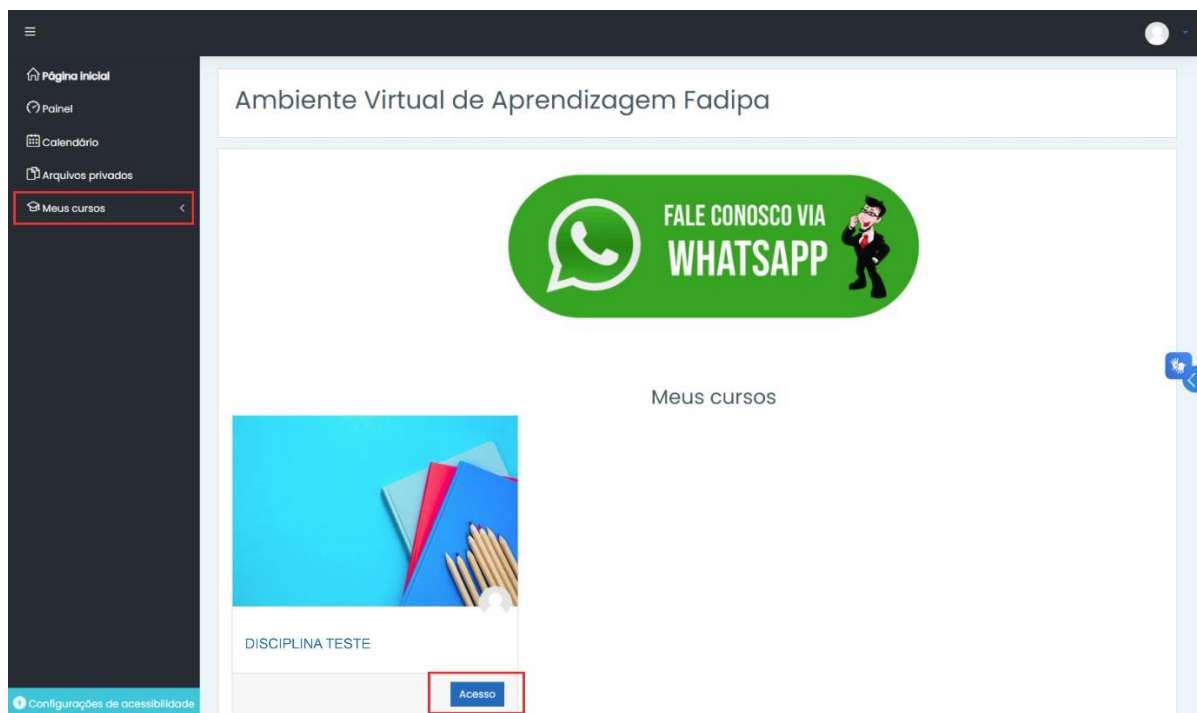 Página inicial
Painel
Calendário
Arquivos privados
Meus cursos
Ambiente Virtual de Aprendizagem Fadipa
FALE CONOSCO VIA
WHATSAPP
Meus cursos
DISCIPLINA TESTE
Acesso
Configurações de acessibilidade